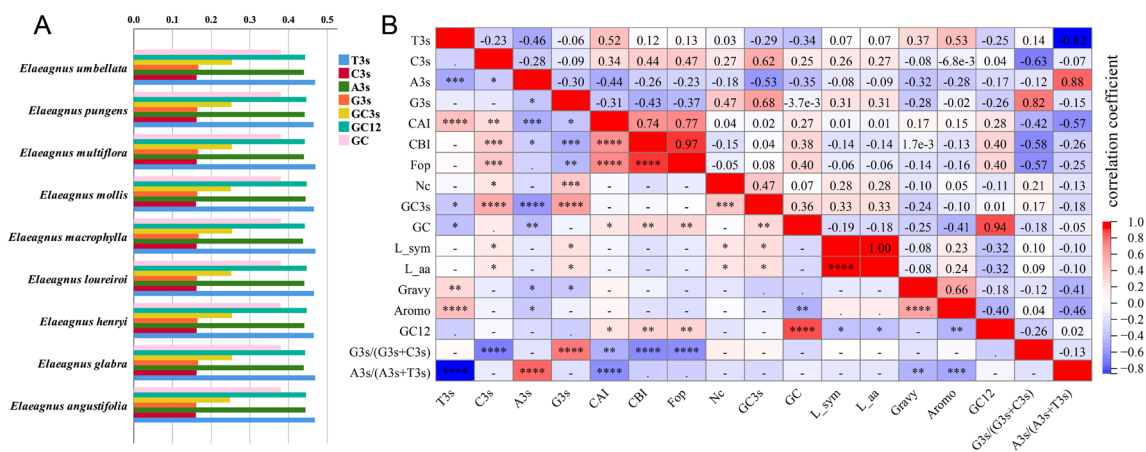 A
0.0 0.1 0.2 0.3 0.4 0.5
Elaeagnus umbellata
Elaeagnus pungens
Elaeagnus multiflora
Elaeagnus mollis
Elaeagnus macrophylla
Elaeagnus loureiroi
Elaeagnus henryi
Elaeagnus glabra
Elaeagnus angustifolia
T3s
C3s
A3s
G3s
GC3s
GC12
GC
B
T3s -0.23 -0.46 -0.06 0.52 0.12 0.13 0.03 -0.29 -0.34 0.07 0.07 0.37 0.53 -0.25 0.14 -0.82
C3s . -0.28 -0.09 0.34 0.44 0.47 0.27 0.62 0.25 0.26 0.27 -0.08 -6.8e-3 0.04 -0.63 -0.07
A3s *** * -0.30 -0.44 -0.26 -0.23 -0.18 -0.53 -0.35 -0.08 -0.09 -0.32 -0.28 -0.17 -0.12 0.88
G3s - - * -0.31 -0.43 -0.37 0.47 0.68 -3.7e-3 0.31 0.31 -0.28 -0.02 -0.26 0.82 -0.15
CAI **** ** *** * 0.74 0.77 0.04 0.02 0.27 0.01 0.01 0.17 0.15 0.28 -0.42 -0.57
CBI - *** . *** **** 0.97 -0.15 0.04 0.38 -0.14 -0.14 1.7e-3 -0.13 0.40 -0.58 -0.26
Fop - *** . ** **** **** -0.05 0.08 0.40 -0.06 -0.06 -0.14 -0.16 0.40 -0.57 -0.25
Nc - * - *** - - - 0.47 0.07 0.28 0.28 -0.10 0.05 -0.11 0.21 -0.13
GC3s * **** **** **** - - - *** 0.36 0.33 0.33 -0.24 -0.10 0.01 0.17 -0.18
GC * . ** - * ** ** - ** -0.19 -0.18 -0.25 -0.41 0.94 -0.18 -0.05
L_sym - * - * - - - * * - 1.00 -0.08 0.23 -0.32 0.10 -0.10
L_aa - * - * - - - * * - **** -0.08 0.24 -0.32 0.09 -0.10
Gravy ** - * * - - - - . . - - 0.66 -0.18 -0.12 -0.41
Aromo **** - * - - - - - - ** . . **** -0.40 0.04 -0.46
GC12 . - - . * ** ** - - **** * * - ** -0.26 0.02
G3s/(G3s+C3s) - **** - **** ** **** **** - - - - - - - . -0.13
A3s/(A3s+T3s) **** - **** - **** . . - - - - - ** *** - -
T3s C3s A3s G3s CAI CBI Fop Nc GC3s GC L_sym L_aa Gravy Aromo GC12 G3s/(G3s+C3s) A3s/(A3s+T3s)
correlation coefficient
1.0
0.8
0.6
0.4
0.2
0.0
−0.2
−0.4
−0.6
−0.8